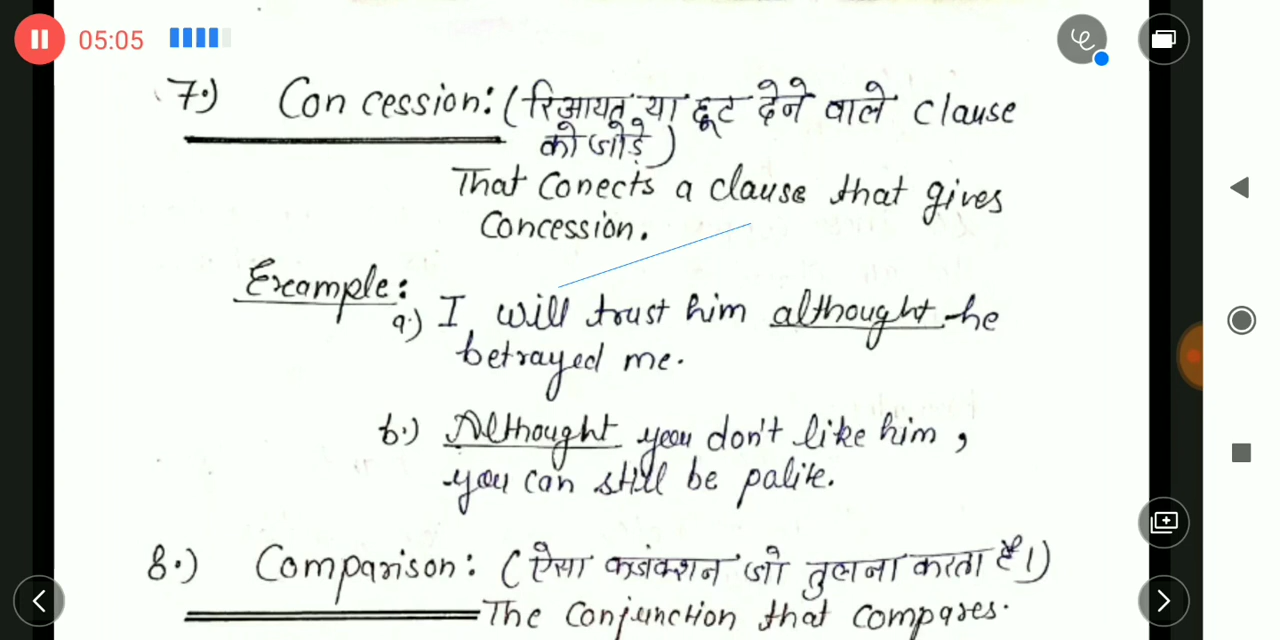 05:05
7.) Concession: (रिआयत या छूट देने वाले clause
को जोड़े)
That conects a clause that gives
Concession.
Example:
a.) I will trust him althought he
betrayed me.
b.) Althought you don't like him,
you can still be palite.
8.) Comparison: (ऐसा कजंक्शन जो तुलना करता है।)
The Conjunction that compares.